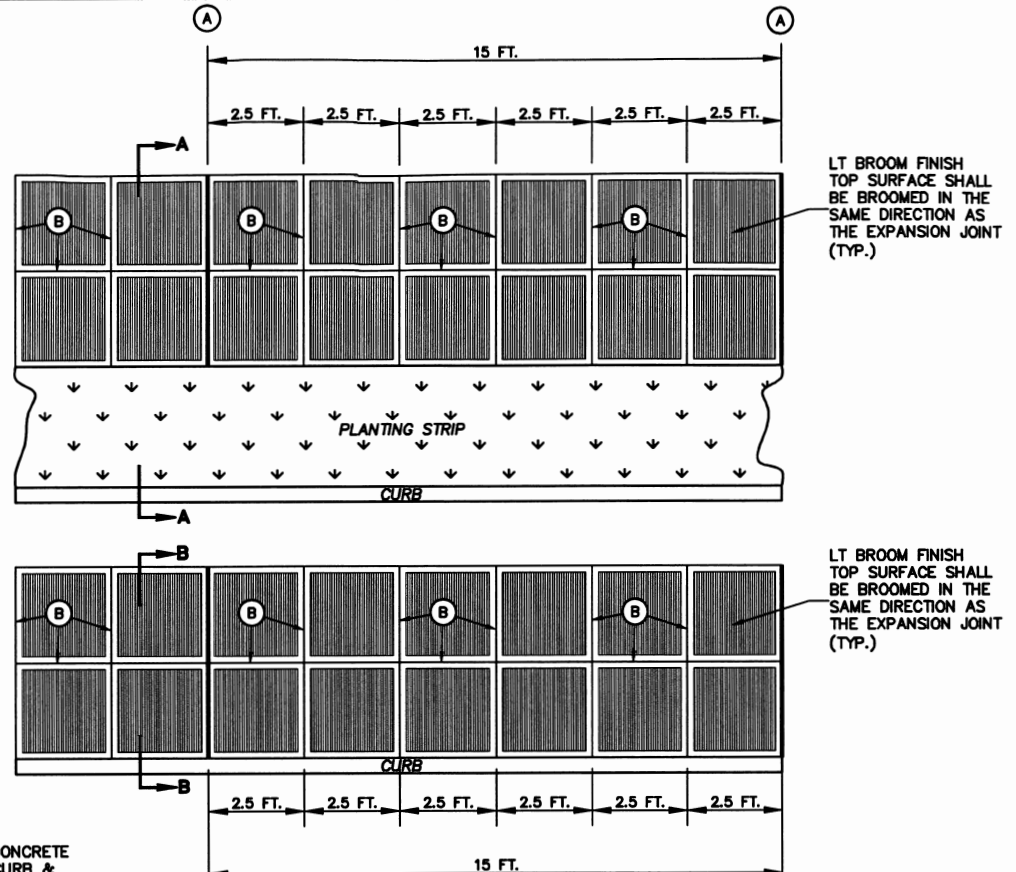 A A
15 FT.
2.5 FT. 2.5 FT. 2.5 FT. 2.5 FT. 2.5 FT. 2.5 FT.
A
LT BROOM FINISH
TOP SURFACE SHALL
BE BROOMED IN THE
SAME DIRECTION AS
THE EXPANSION JOINT
(TYP.)
B B B B
PLANTING STRIP
CURB
A
B
LT BROOM FINISH
TOP SURFACE SHALL
BE BROOMED IN THE
SAME DIRECTION AS
THE EXPANSION JOINT
(TYP.)
B B B B
CURB
B
2.5 FT. 2.5 FT. 2.5 FT. 2.5 FT. 2.5 FT. 2.5 FT.
ONCRETE
CURB &
15 FT.